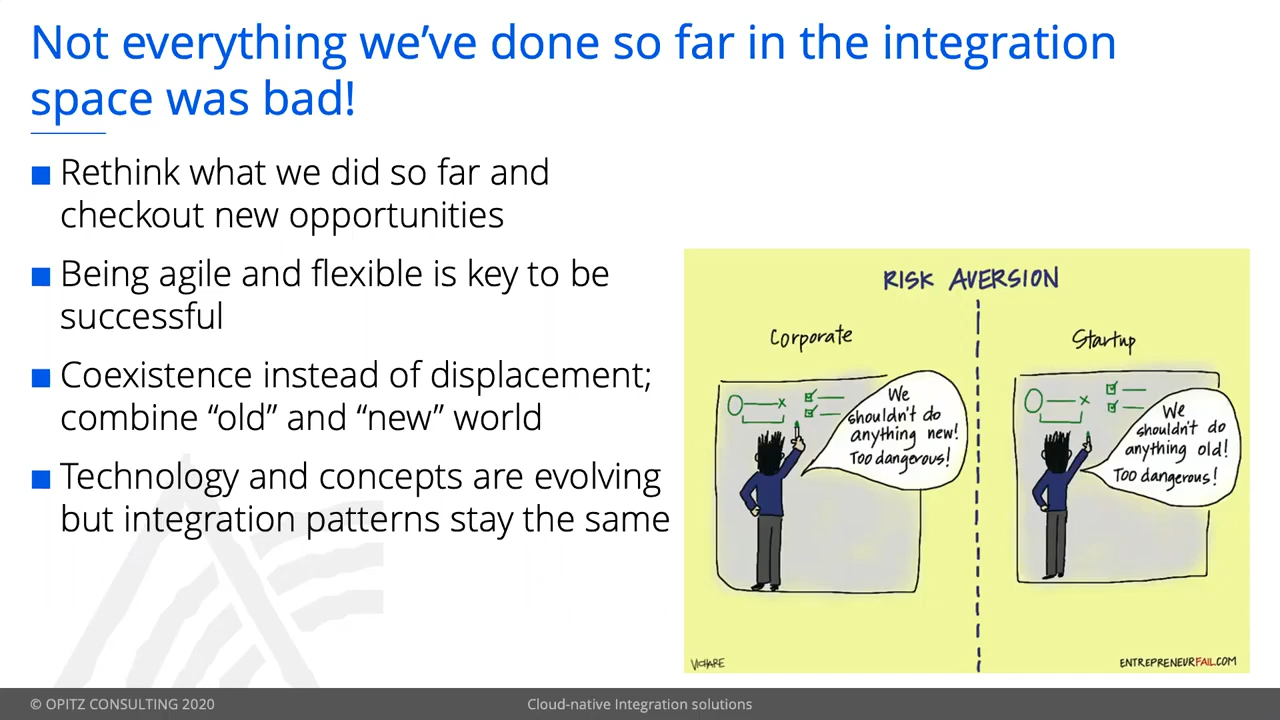 Not everything we’ve done so far in the integration
space was bad!
Rethink what we did so far and
checkout new opportunities
Being agile and flexible is key to be
successful
Coexistence instead of displacement;
combine “old” and “new” world
Technology and concepts are evolving
but integration patterns stay the same
RISK AVERSION
Corporate
We
shouldn't do
anything new!
Too dangerous!
Startup
We
shouldn't do
anything old!
Too dangerous!
VICHARE
ENTREPRENEURFAIL.COM
© OPITZ CONSULTING 2020
Cloud-native Integration solutions